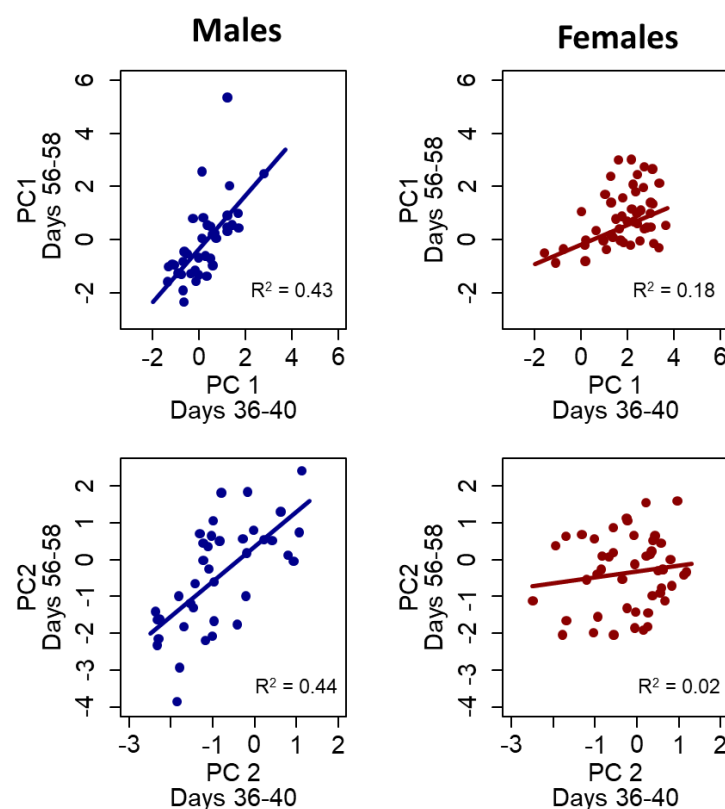 Males
Females
PC1
Days 56-58
6
4
2
0
-2
R² = 0.43
-2 0 2 4 6
PC 1
Days 36-40
PC1
Days 56-58
6
4
2
0
-2
R² = 0.18
-2 0 2 4 6
PC 1
Days 36-40
PC2
Days 56-58
2
1
0
-1
-2
-3
-4
R² = 0.44
-3 -1 0 1 2
PC 2
Days 36-40
PC2
Days 56-58
2
1
0
-1
-2
-3
-4
R² = 0.02
-3 -1 0 1 2
PC 2
Days 36-40